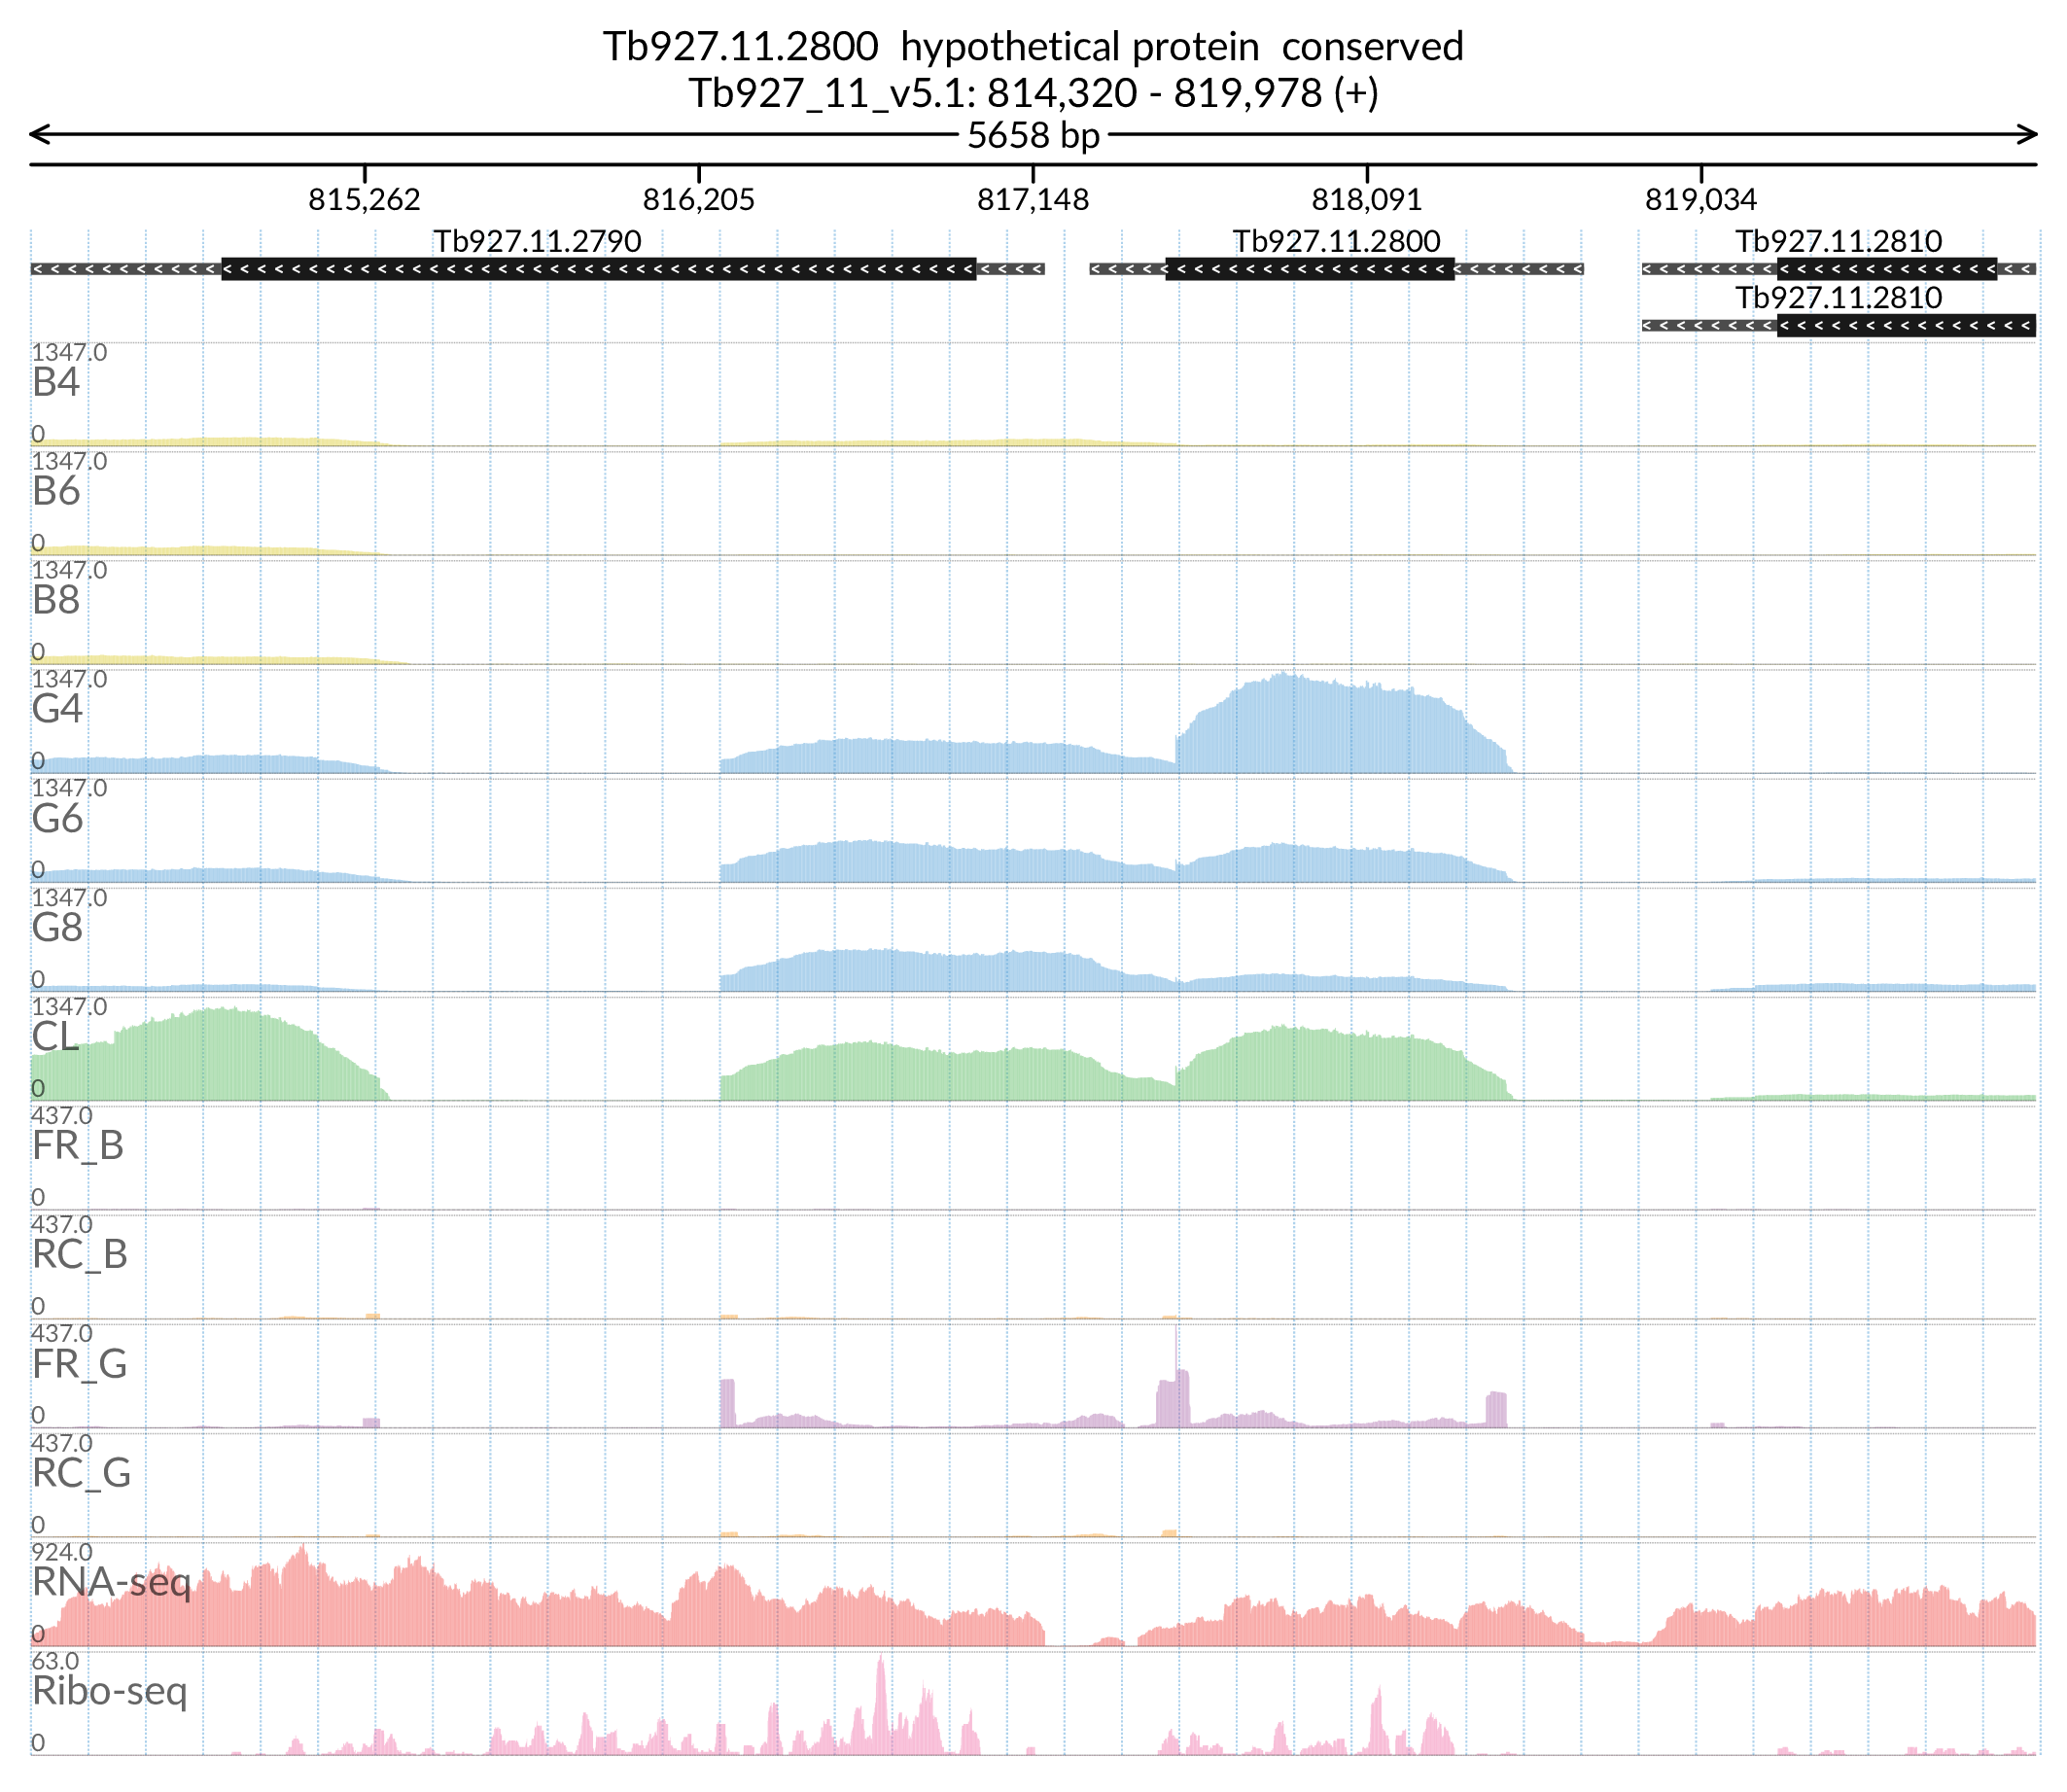 Tb927.11.2800 hypothetical protein conserved
Tb927_11_v5.1: 814,320 - 819,978 (+)
5658 bp
815,262 816,205 817,148 818,091 819,034
Tb927.11.2790 Tb927.11.2800 Tb927.11.2810
Tb927.11.2810
1347.0
B4
0
1347.0
B6
0
1347.0
B8
0
1347.0
G4
0
1347.0
G6
0
1347.0
G8
0
1347.0
CL
0
437.0
FR_B
0
437.0
RC_B
0
437.0
FR_G
0
437.0
RC_G
0
924.0
RNA-seq
0
63.0
Ribo-seq
0